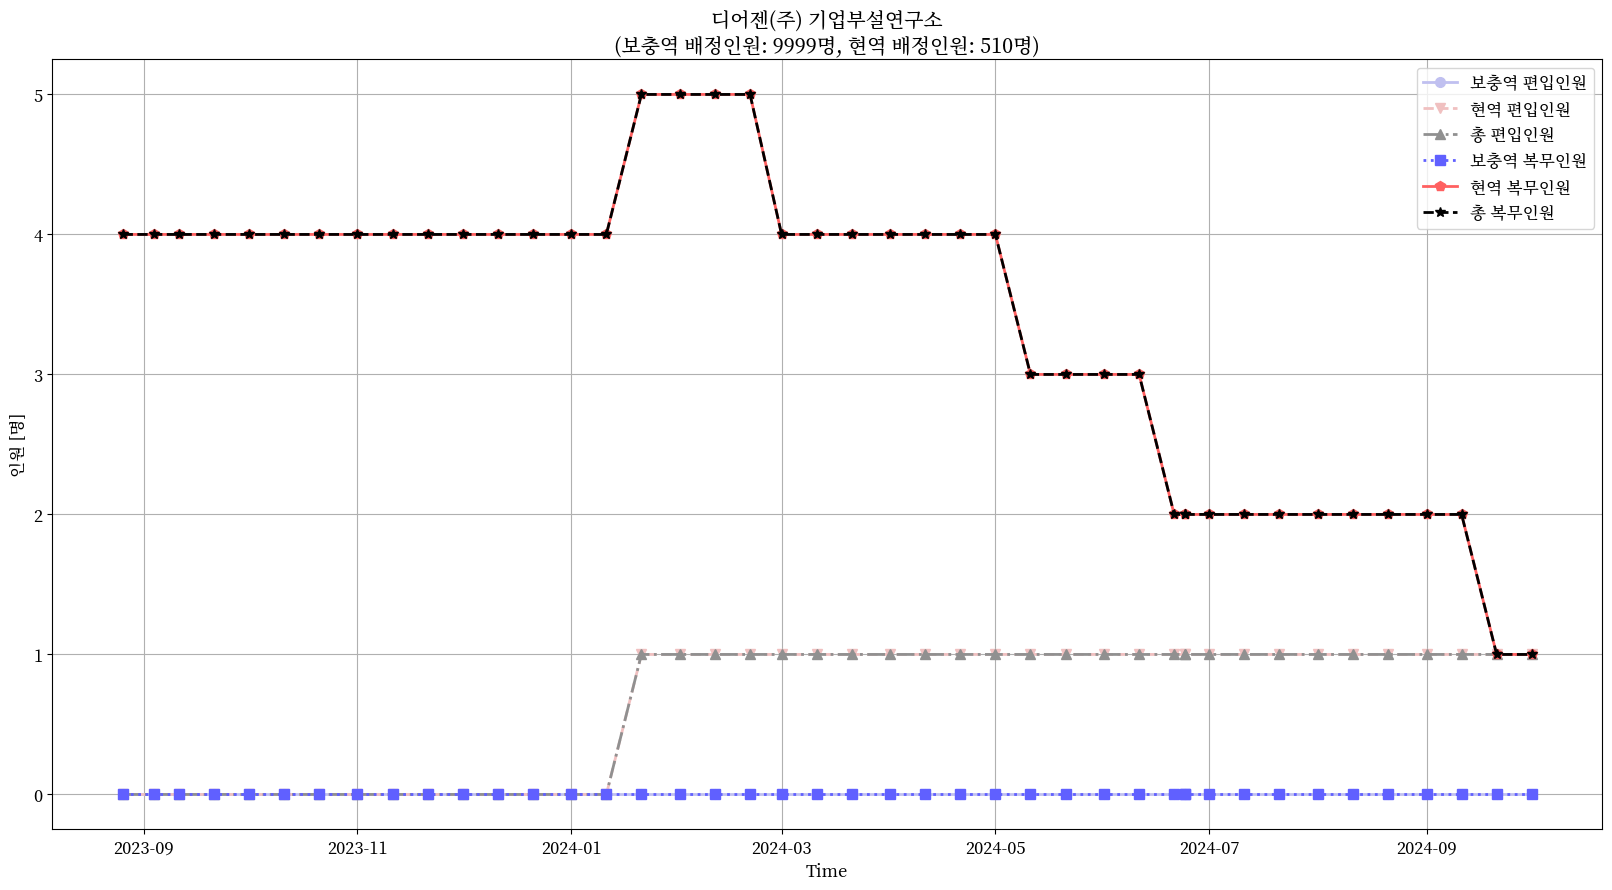 디어젠(주) 기업부설연구소
(보충역 배정인원: 9999명, 현역 배정인원: 510명)
보충역 편입인원
현역 편입인원
총 편입인원
보충역 복무인원
현역 복무인원
총 복무인원
인원 [명]
5
4
3
2
1
0
2023-09
2023-11
2024-01
2024-03
2024-05
2024-07
2024-09
Time